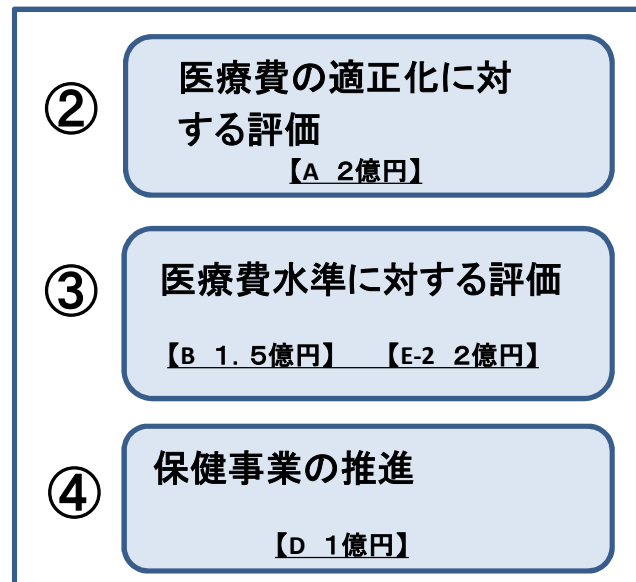 ②
医療費の適正化に対
する評価
【A　2億円】
③
医療費水準に対する評価
【B　1．5億円】　【E-2　2億円】
④
保健事業の推進
【D　1億円】